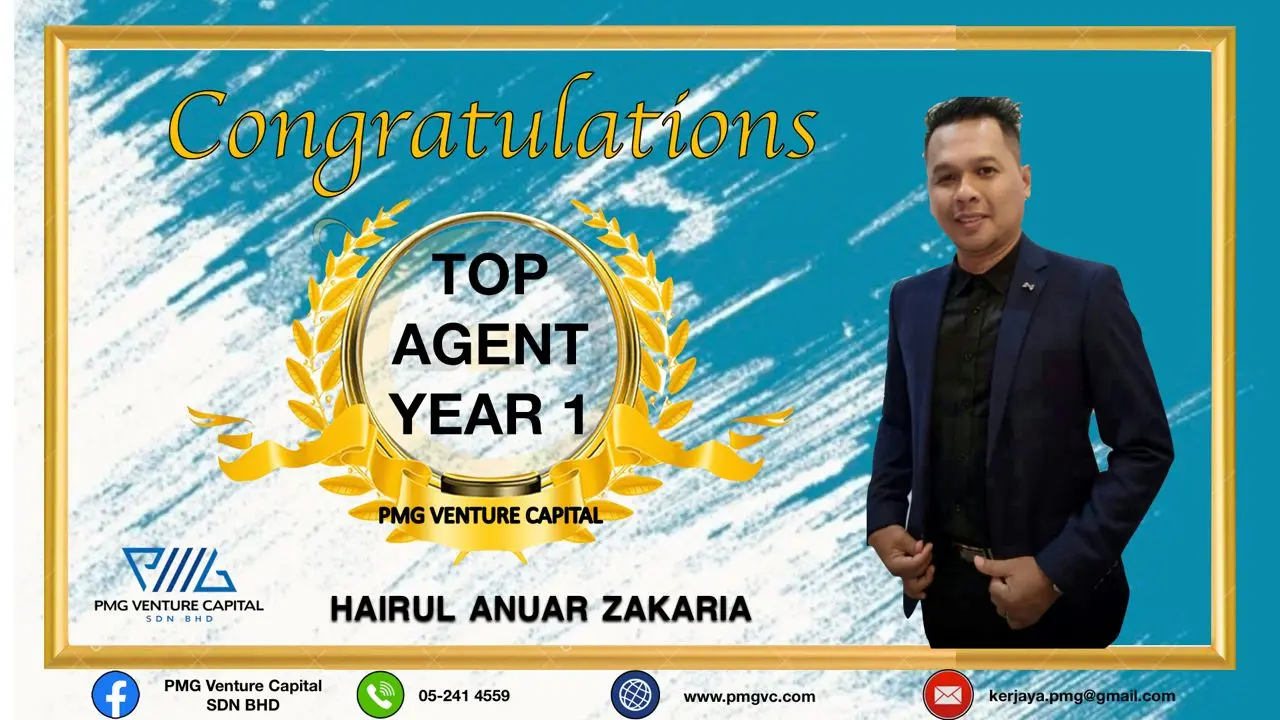 Congratulations
TOP
AGENT
YEAR 1
PMG VENTURE CAPITAL
PMG
PMG VENTURE CAPITAL
SDN BHD
HAIRUL ANUAR ZAKARIA
PMG Venture Capital
SDN BHD
05-241 4559
www.pmgvc.com
kerjaya.pmg@gmail.com